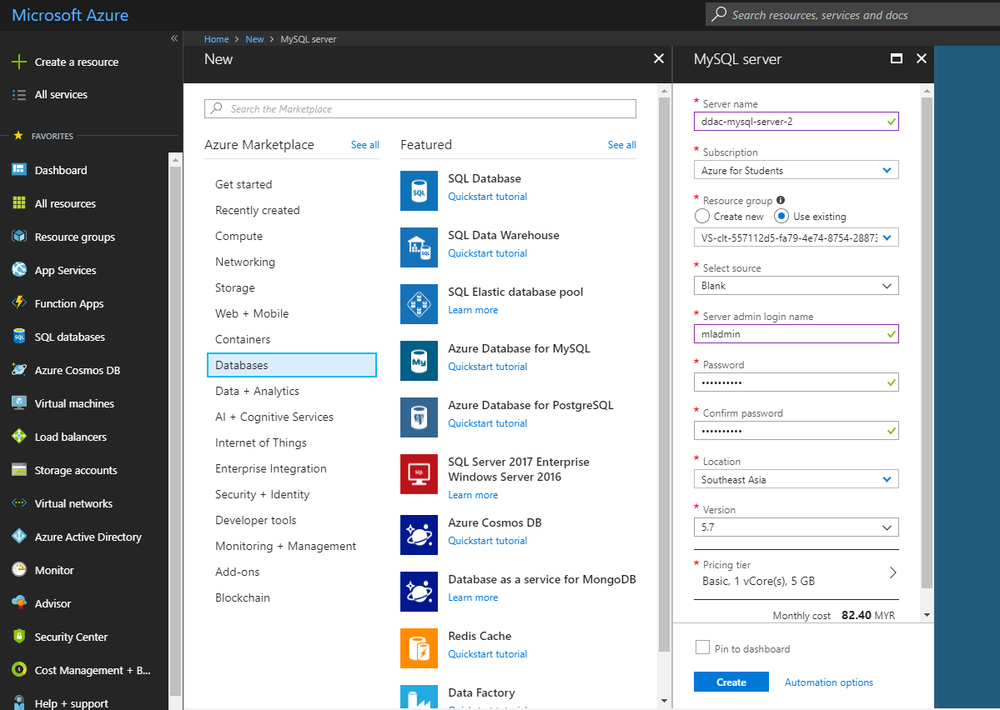 Microsoft Azure
Search resources, services and docs
Create a resource
All services
FAVORITES
Dashboard
All resources
Resource groups
App Services
Function Apps
SQL databases
Azure Cosmos DB
Virtual machines
Load balancers
Storage accounts
Virtual networks
Azure Active Directory
Monitor
Advisor
Security Center
Cost Management + B...
Help + support
Home > New > MySQL server
New
Search the Marketplace
Azure Marketplace See all
Get started
Recently created
Compute
Networking
Storage
Web + Mobile
Containers
Databases
Data + Analytics
AI + Cognitive Services
Internet of Things
Enterprise Integration
Security + Identity
Developer tools
Monitoring + Management
Add-ons
Blockchain
Featured See all
SQL
SQL Database
Quickstart tutorial
SQL
SQL Data Warehouse
Quickstart tutorial
SQL Elastic database pool
Learn more
My
Azure Database for MySQL
Quickstart tutorial
Azure Database for PostgreSQL
Quickstart tutorial
SQL
SQL Server 2017 Enterprise
Windows Server 2016
Learn more
Azure Cosmos DB
Quickstart tutorial
Database as a service for MongoDB
Learn more
Redis Cache
Quickstart tutorial
Data Factory
MySQL server
* Server name
ddac-mysql-server-2
* Subscription
Azure for Students
* Resource group
Create new Use existing
VS-clt-557112d5-fa79-4e74-8754-28873
* Select source
Blank
* Server admin login name
mladmin
* Password
••••••••••
* Confirm password
••••••••••
* Location
Southeast Asia
* Version
5.7
* Pricing tier
Basic, 1 vCore(s), 5 GB
Monthly cost 82.40 MYR
Pin to dashboard
Create Automation options